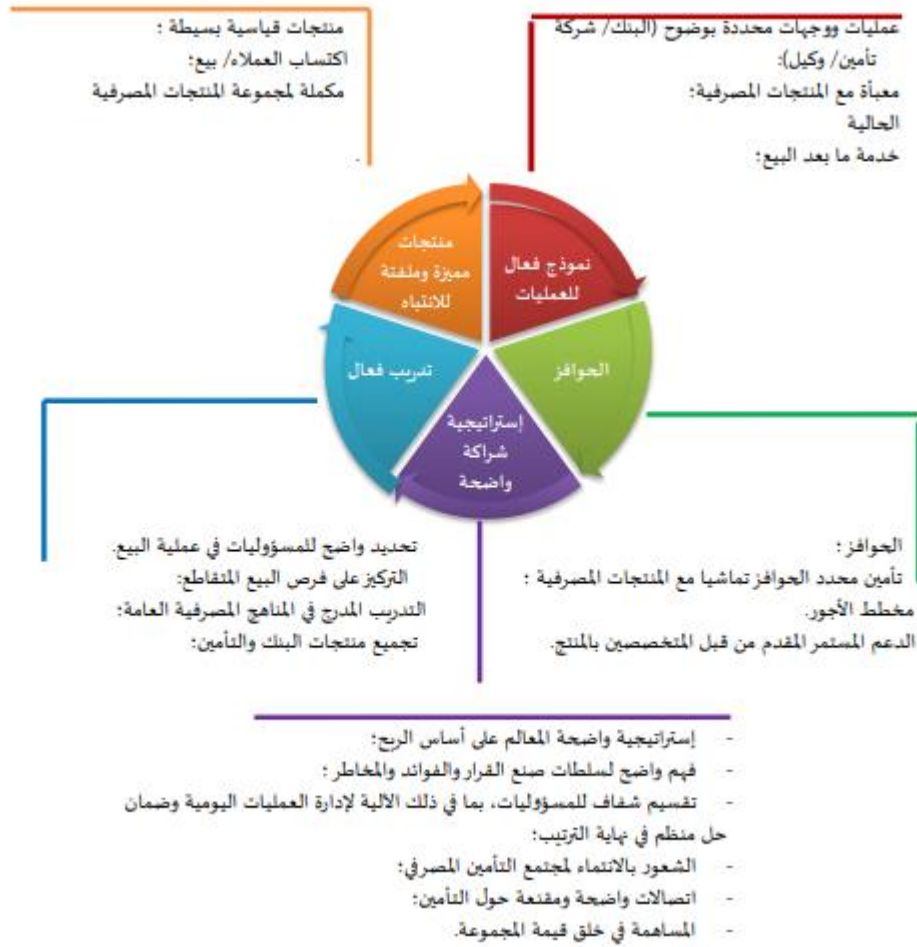 عمليات ووجهات محددة بوضوح (البنك/ شركة
تأمين/ وكيل):
معبأة مع المنتجات المصرفية؛
الحالية
خدمة ما بعد البيع؛
منتجات قياسية بسيطة ؛
اكتساب العملاء/ بيع؛
مكملة لمجموعة المنتجات المصرفية
.
نموذج فعال
للعمليات
منتجات
مميزة وملفتة
للانتباه
الحوافز
تدريب فعال
إستراتيجية
شراكة
واضحة
الحوافز ؛
تأمين محدد الحوافز تماشيا مع المنتجات المصرفية ؛
مخطط الأجور.
الدعم المستمر المقدم من قبل المتخصصين بالمنتج.
تحديد واضح للمسؤوليات في عملية البيع.
التركيز على فرص البيع المتقاطع:
التدريب المدرج في المناهج المصرفية العامة؛
تجميع منتجات البنك والتأمين؛
- إستراتيجية واضحة المعالم على أساس الربح؛
- فهم واضح لسلطات صنع القرار والفوائد والمخاطر ؛
- تقسيم شفاف للمسؤوليات، بما في ذلك الآلية لإدارة العمليات اليومية وضمان
حل منظم في نهاية الترتيب؛
- الشعور بالانتماء لمجتمع التأمين المصرفي؛
- اتصالات واضحة ومقنعة حول التأمين؛
- المساهمة في خلق قيمة المجموعة.